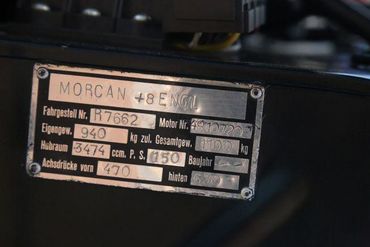 MORGAN +8 ENGL
Fahrgestell Nr. R7662 Motor Nr.
Eigengew. 940 kg zul. Gesamtgew. kg
Hubraum 3474 ccm. P. S. 150 Baujahr
Achsdrücke vorn 470 hinten